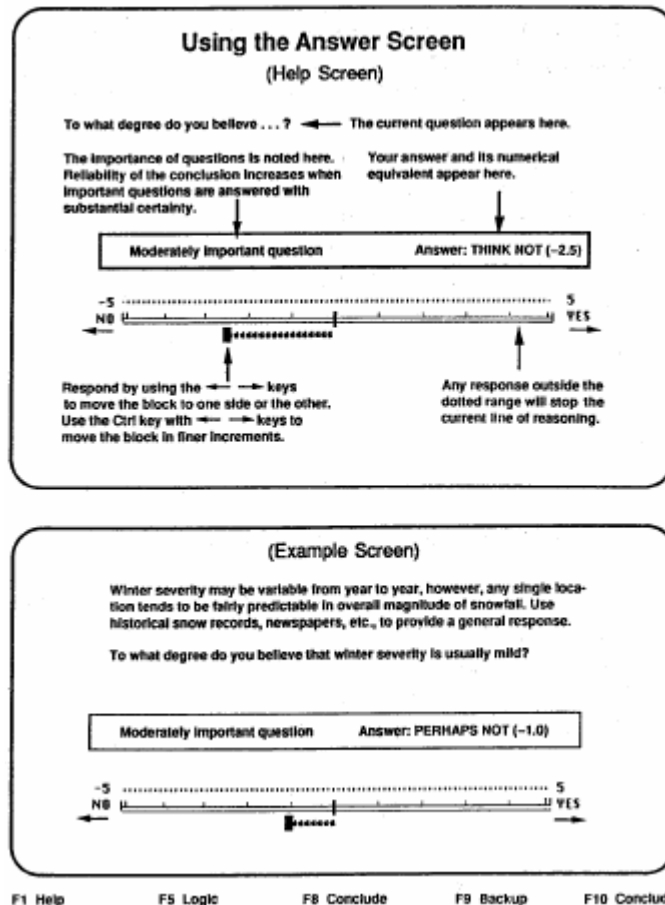 Using the Answer Screen
(Help Screen)
To what degree do you believe . . . ?
The current question appears here.
The importance of questions is noted here.
Reliability of the conclusion increases when
important questions are answered with
substantial certainty.
Your answer and its numerical
equivalent appear here.
Moderately important question Answer: THINK NOT (−2.5)
-5 5
NO YES
Respond by using the ← → keys
to move the block to one side or the other.
Use the Ctrl key with ← → keys to
move the block in finer increments.
Any response outside the
dotted range will stop the
current line of reasoning.
(Example Screen)
Winter severity may be variable from year to year, however, any single loca-
tion tends to be fairly predictable in overall magnitude of snowfall. Use
historical snow records, newspapers, etc., to provide a general response.
To what degree do you believe that winter severity is usually mild?
Moderately important question Answer: PERHAPS NOT (−1.0)
-5 5
NO YES
F1 Help F5 Logic F8 Conclude F9 Backup F10 Conclud